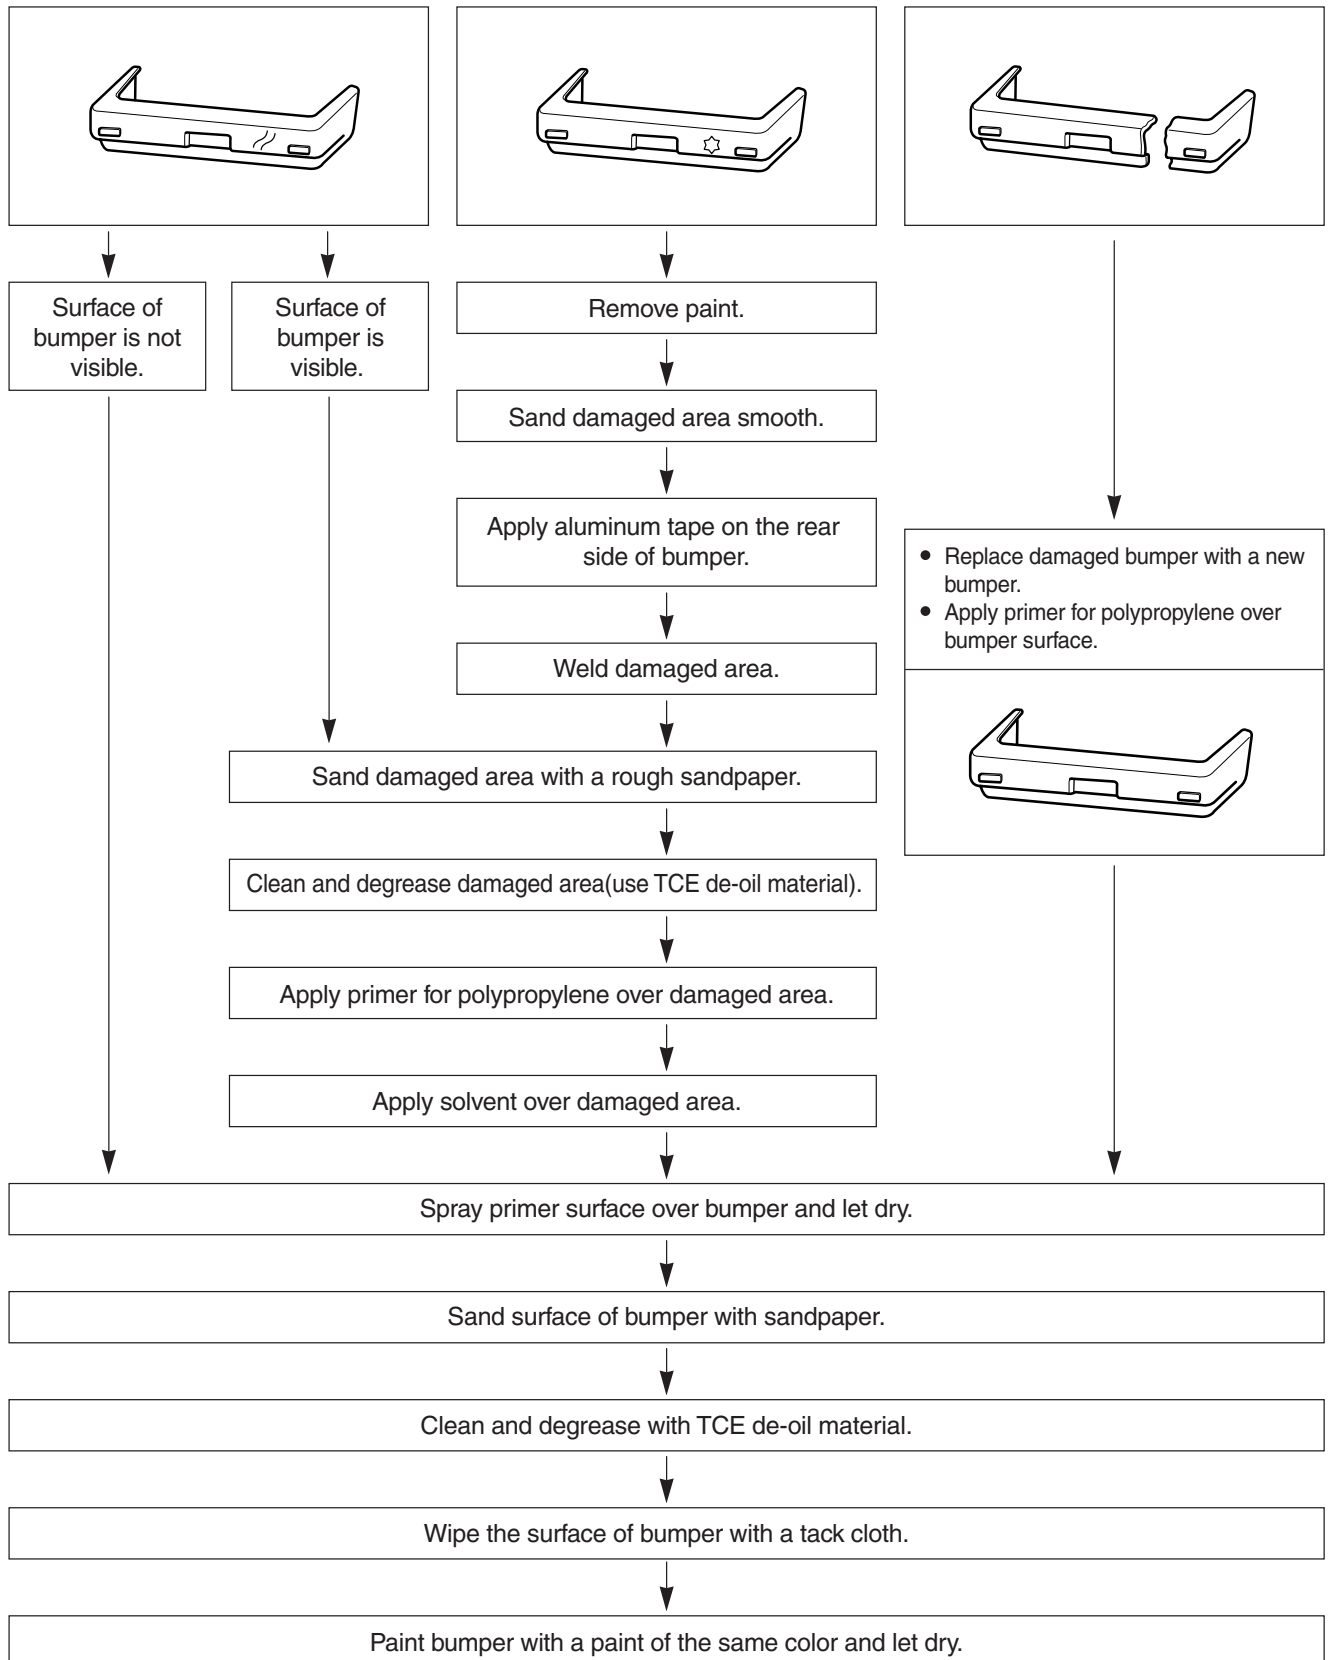 Surface of
bumper is not
visible.
Surface of
bumper is
visible.
Remove paint.
Sand damaged area smooth.
Apply aluminum tape on the rear
side of bumper.
• Replace damaged bumper with a new
bumper.
• Apply primer for polypropylene over
bumper surface.
Weld damaged area.
Sand damaged area with a rough sandpaper.
Clean and degrease damaged area(use TCE de-oil material).
Apply primer for polypropylene over damaged area.
Apply solvent over damaged area.
Spray primer surface over bumper and let dry.
Sand surface of bumper with sandpaper.
Clean and degrease with TCE de-oil material.
Wipe the surface of bumper with a tack cloth.
Paint bumper with a paint of the same color and let dry.